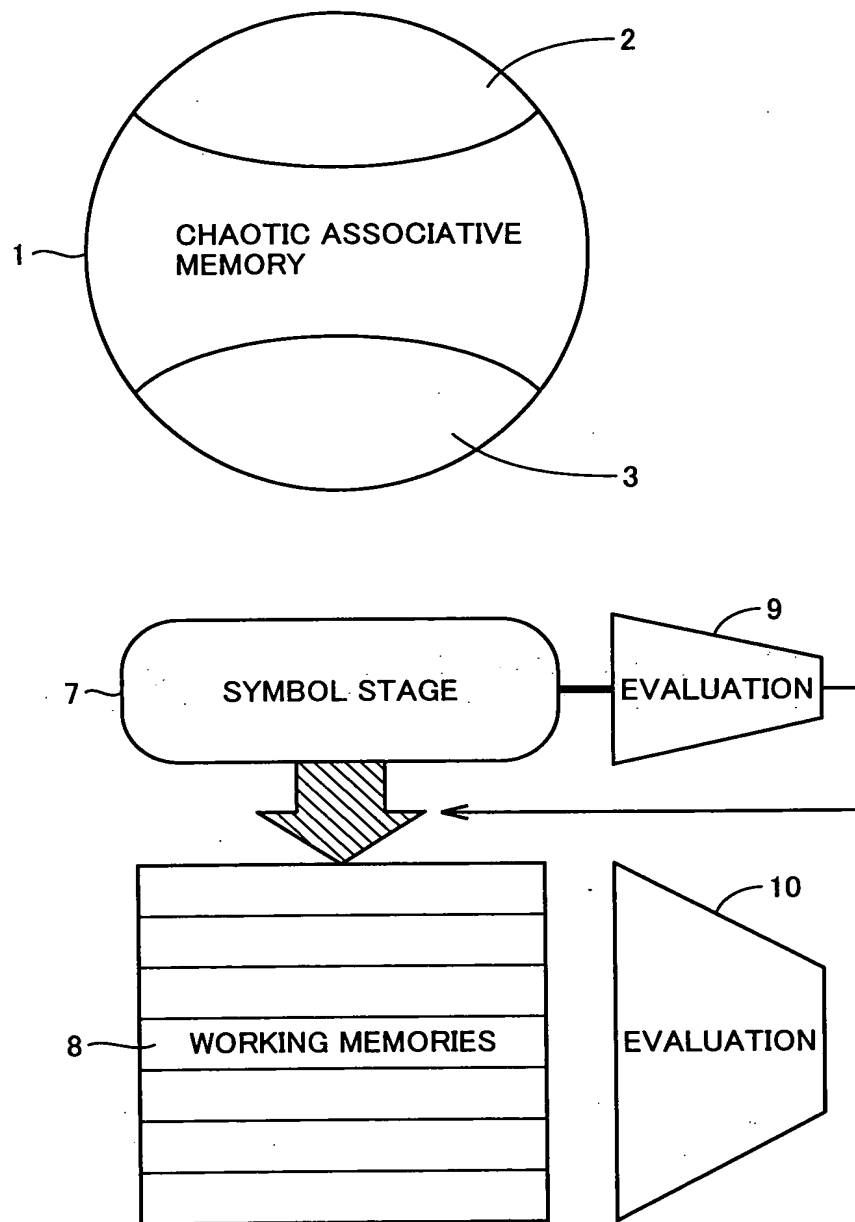 2
1
CHAOTIC ASSOCIATIVE
MEMORY
3
9
7
SYMBOL STAGE
EVALUATION
10
8
WORKING MEMORIES
EVALUATION